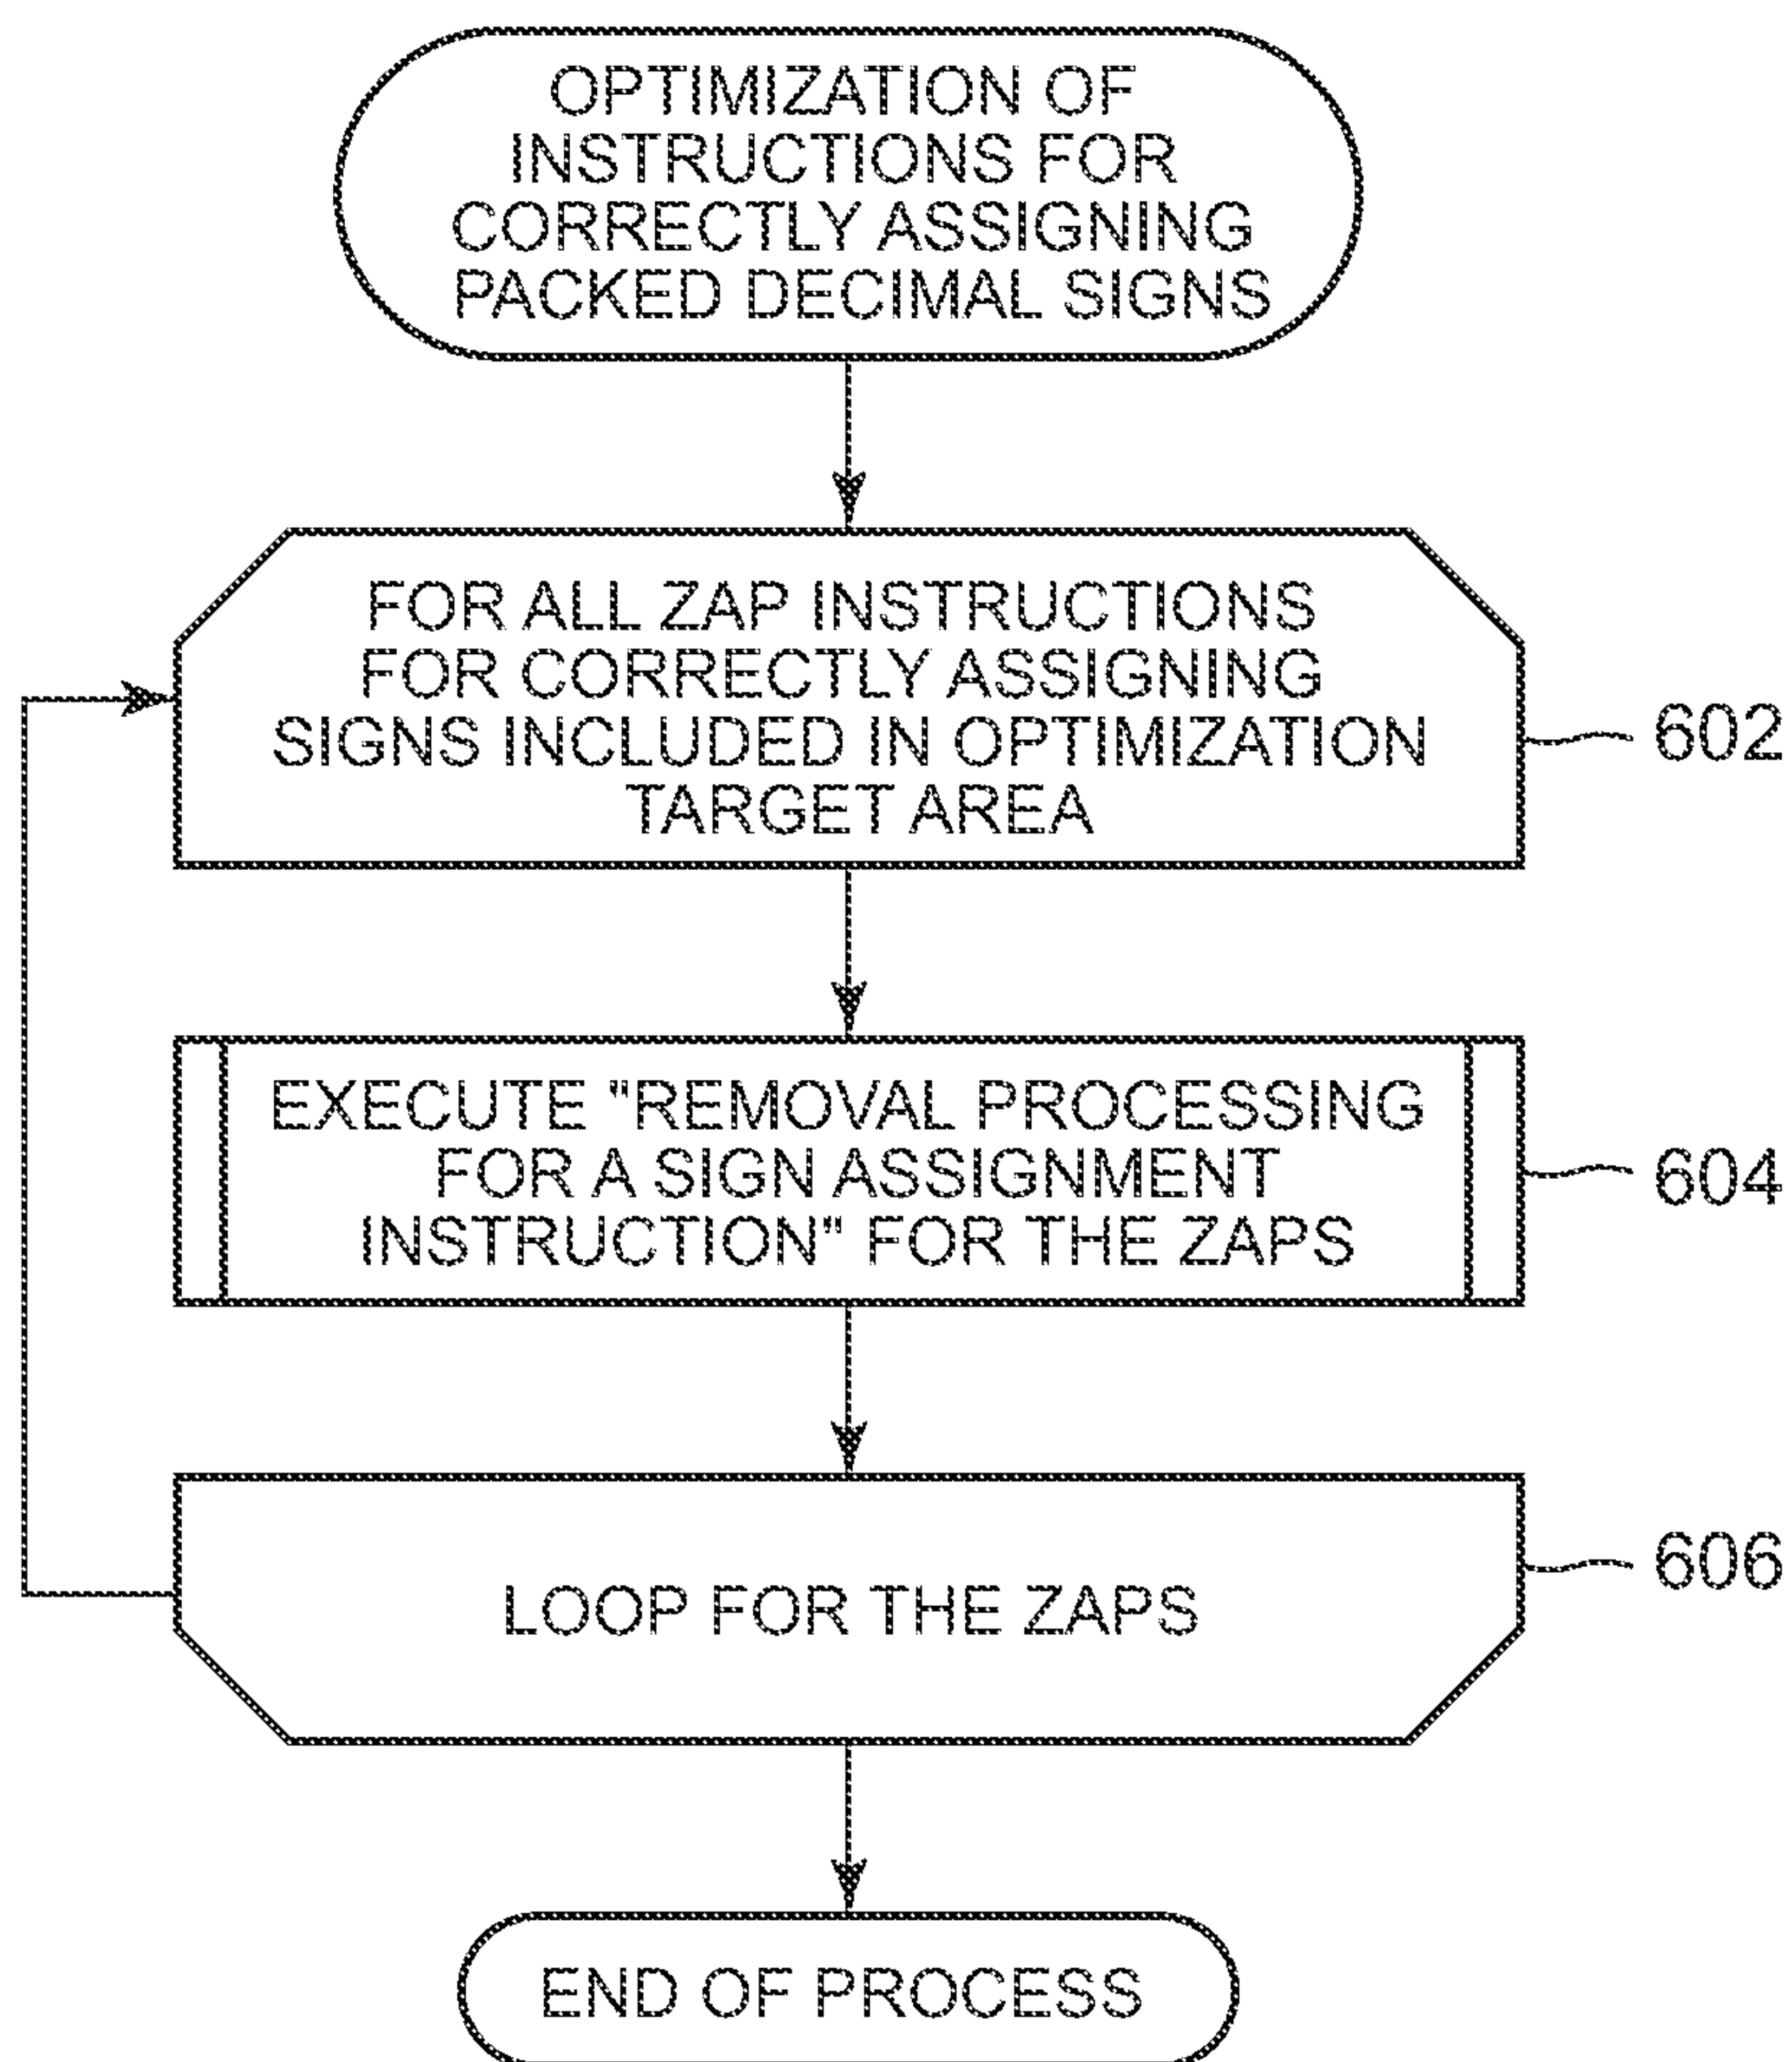 OPTIMIZATION OF
INSTRUCTIONS FOR
CORRECTLY ASSIGNING
PACKED DECIMAL SIGNS
FOR ALL ZAP INSTRUCTIONS
FOR CORRECTLY ASSIGNING
SIGNS INCLUDED IN OPTIMIZATION
TARGET AREA
602
EXECUTE "REMOVAL PROCESSING
FOR A SIGN ASSIGNMENT
INSTRUCTION" FOR THE ZAPS
604
LOOP FOR THE ZAPS
606
END OF PROCESS